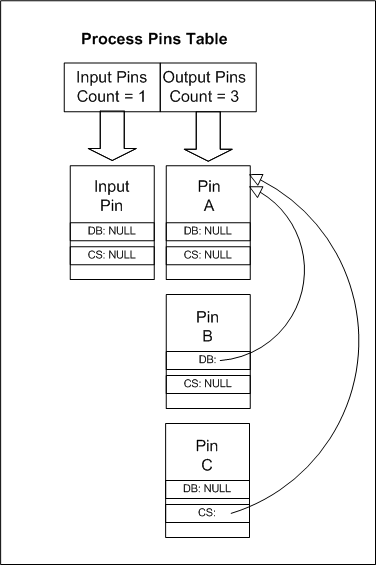 Process Pins Table
Input Pins
Count = 1
Output Pins
Count = 3
Input
Pin
DB: NULL
CS: NULL
Pin
A
DB: NULL
CS: NULL
Pin
B
DB:
CS: NULL
Pin
C
DB: NULL
CS: